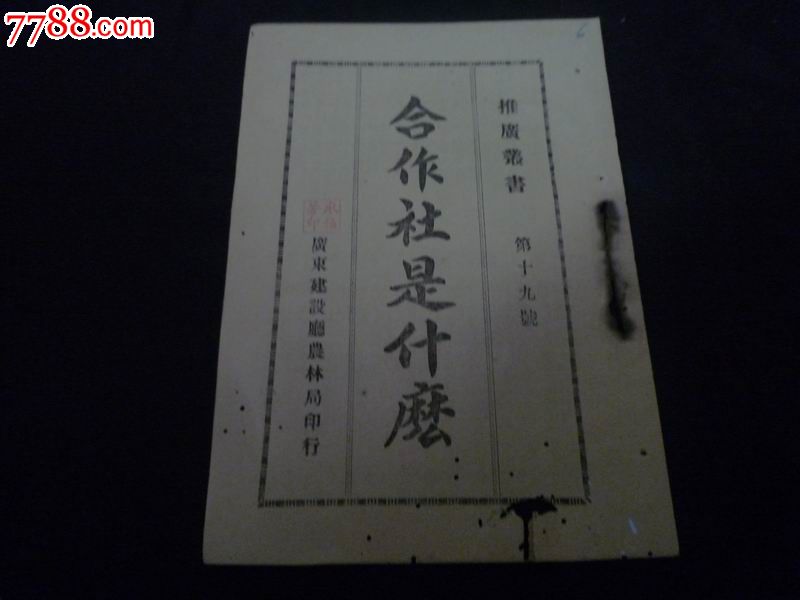 7788.com
推廣叢書 第十九號
合作社是什麽
廣東建設廳農林局印行